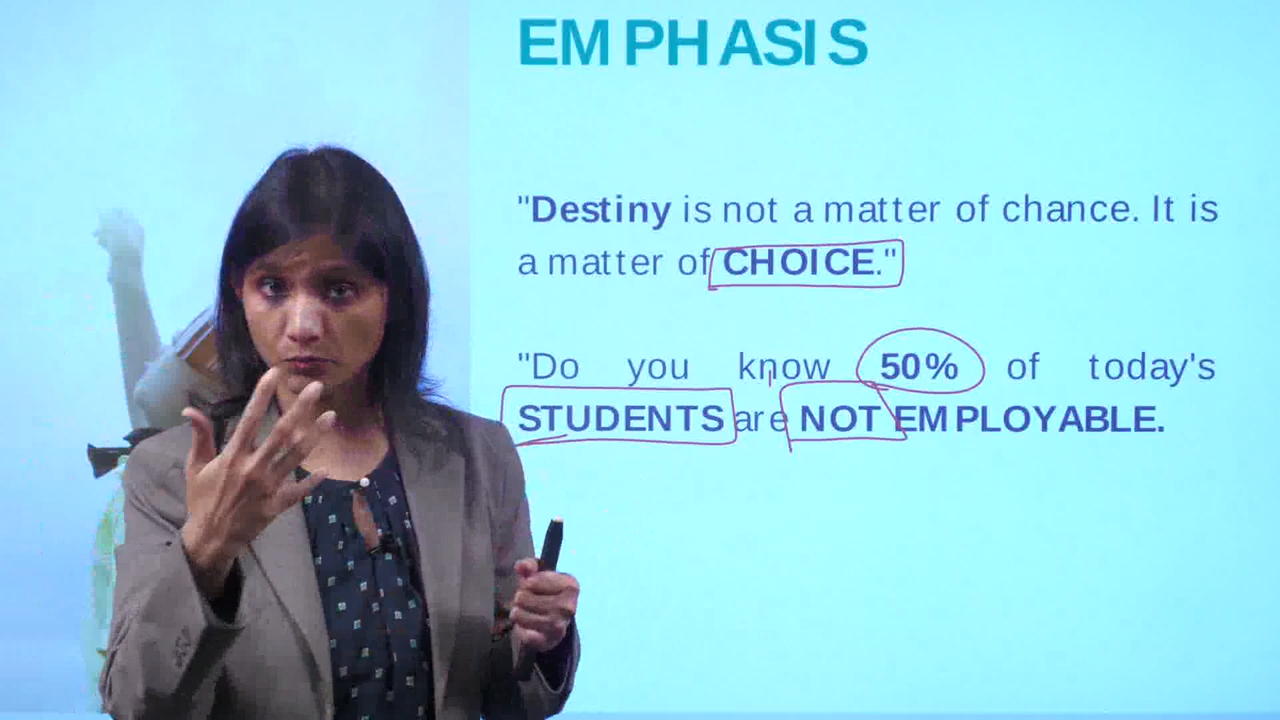 EMPHASIS
"Destiny is not a matter of chance. It is
a matter of CHOICE."
"Do you know 50% of today's
STUDENTS are NOT EMPLOYABLE.